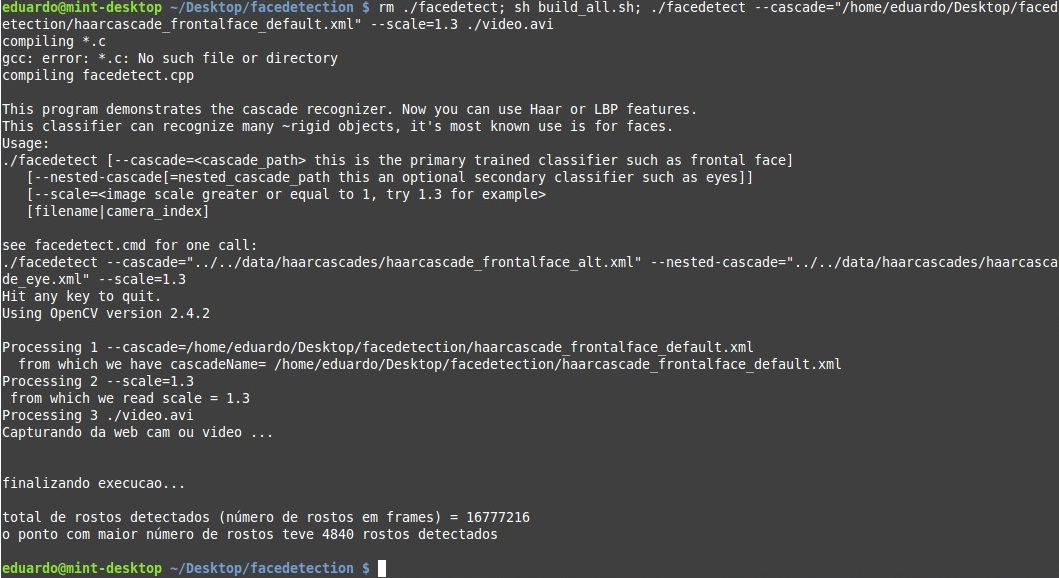 eduardo@mint-desktop ~/Desktop/facedetection $ rm ./facedetect; sh build_all.sh; ./facedetect --cascade="/home/eduardo/Desktop/faced
etection/haarcascade_frontalface_default.xml" --scale=1.3 ./video.avi
compiling *.c
gcc: error: *.c: No such file or directory
compiling facedetect.cpp

This program demonstrates the cascade recognizer. Now you can use Haar or LBP features.
This classifier can recognize many ~rigid objects, it's most known use is for faces.
Usage:
./facedetect [--cascade=<cascade_path> this is the primary trained classifier such as frontal face]
   [--nested-cascade[=nested_cascade_path this an optional secondary classifier such as eyes]]
   [--scale=<image scale greater or equal to 1, try 1.3 for example>
   [filename|camera_index]

see facedetect.cmd for one call:
./facedetect --cascade="../../data/haarcascades/haarcascade_frontalface_alt.xml" --nested-cascade="../../data/haarcascades/haarcasca
de_eye.xml" --scale=1.3
Hit any key to quit.
Using OpenCV version 2.4.2

Processing 1 --cascade=/home/eduardo/Desktop/facedetection/haarcascade_frontalface_default.xml
  from which we have cascadeName= /home/eduardo/Desktop/facedetection/haarcascade_frontalface_default.xml
Processing 2 --scale=1.3
 from which we read scale = 1.3
Processing 3 ./video.avi
Capturando da web cam ou video ...

finalizando execucao...

total de rostos detectados (número de rostos em frames) = 16777216
o ponto com maior número de rostos teve 4840 rostos detectados

eduardo@mint-desktop ~/Desktop/facedetection $